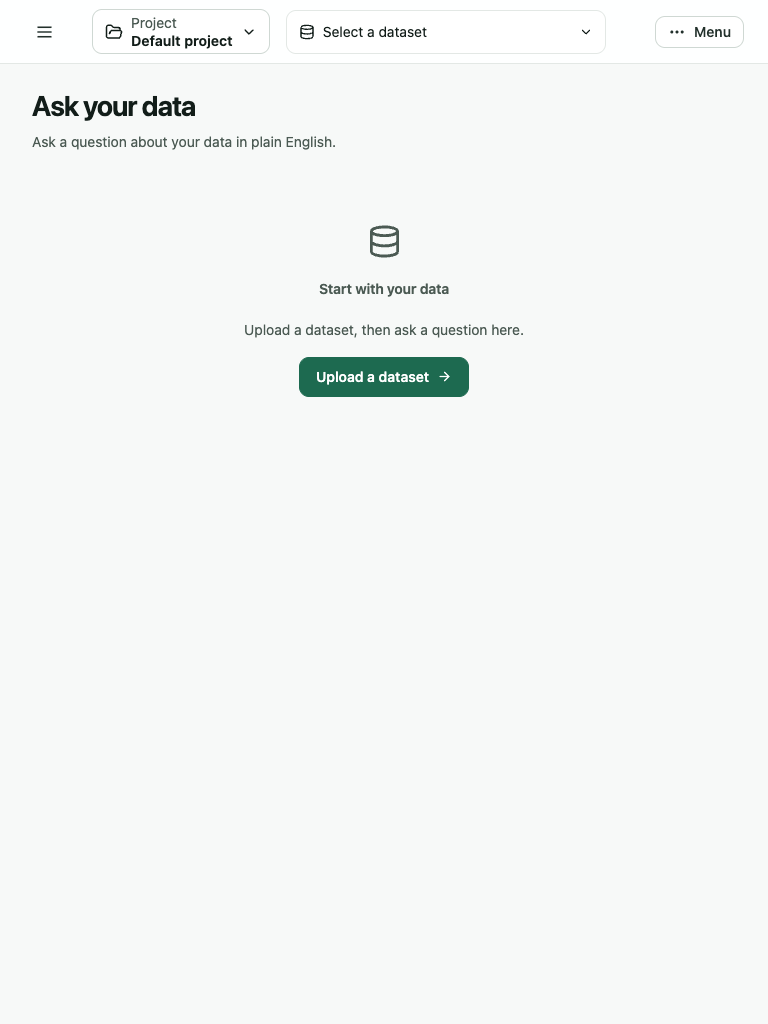 Project
Default project
Select a dataset
Menu
Ask your data
Ask a question about your data in plain English.
Start with your data
Upload a dataset, then ask a question here.
Upload a dataset